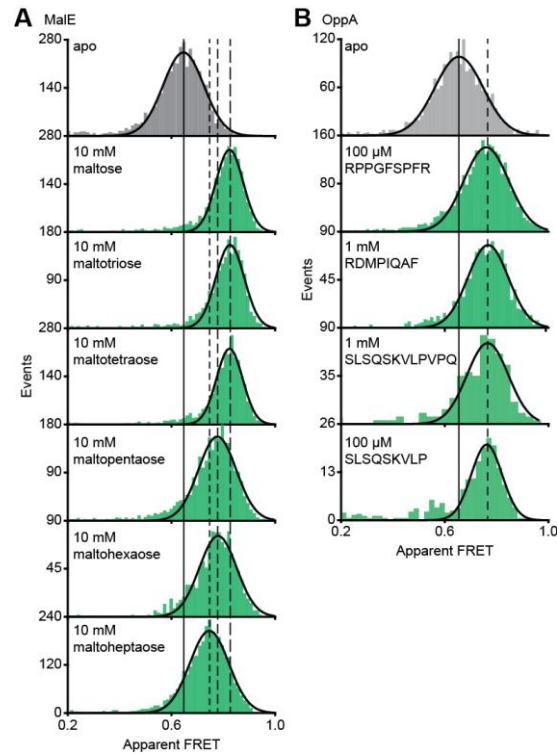 A MalE
280
apo
140
280
10 mM
maltose
140
180
10 mM
maltotriose
90
280
10 mM
maltotetraose
140
180
10 mM
maltopentaose
90
90
10 mM
maltohexaose
45
240
10 mM
maltoheptaose
120
0
0.2 0.6 1.0
Apparent FRET
Events
B OppA
120
apo
60
160
100 µM
RPPGFSPFR
80
90
1 mM
RDMPIQAF
45
90
1 mM
SLSQSKVLPVPQ
35
26
100 µM
SLSQSKVLP
13
0
0.2 0.6 1.0
Apparent FRET
Events